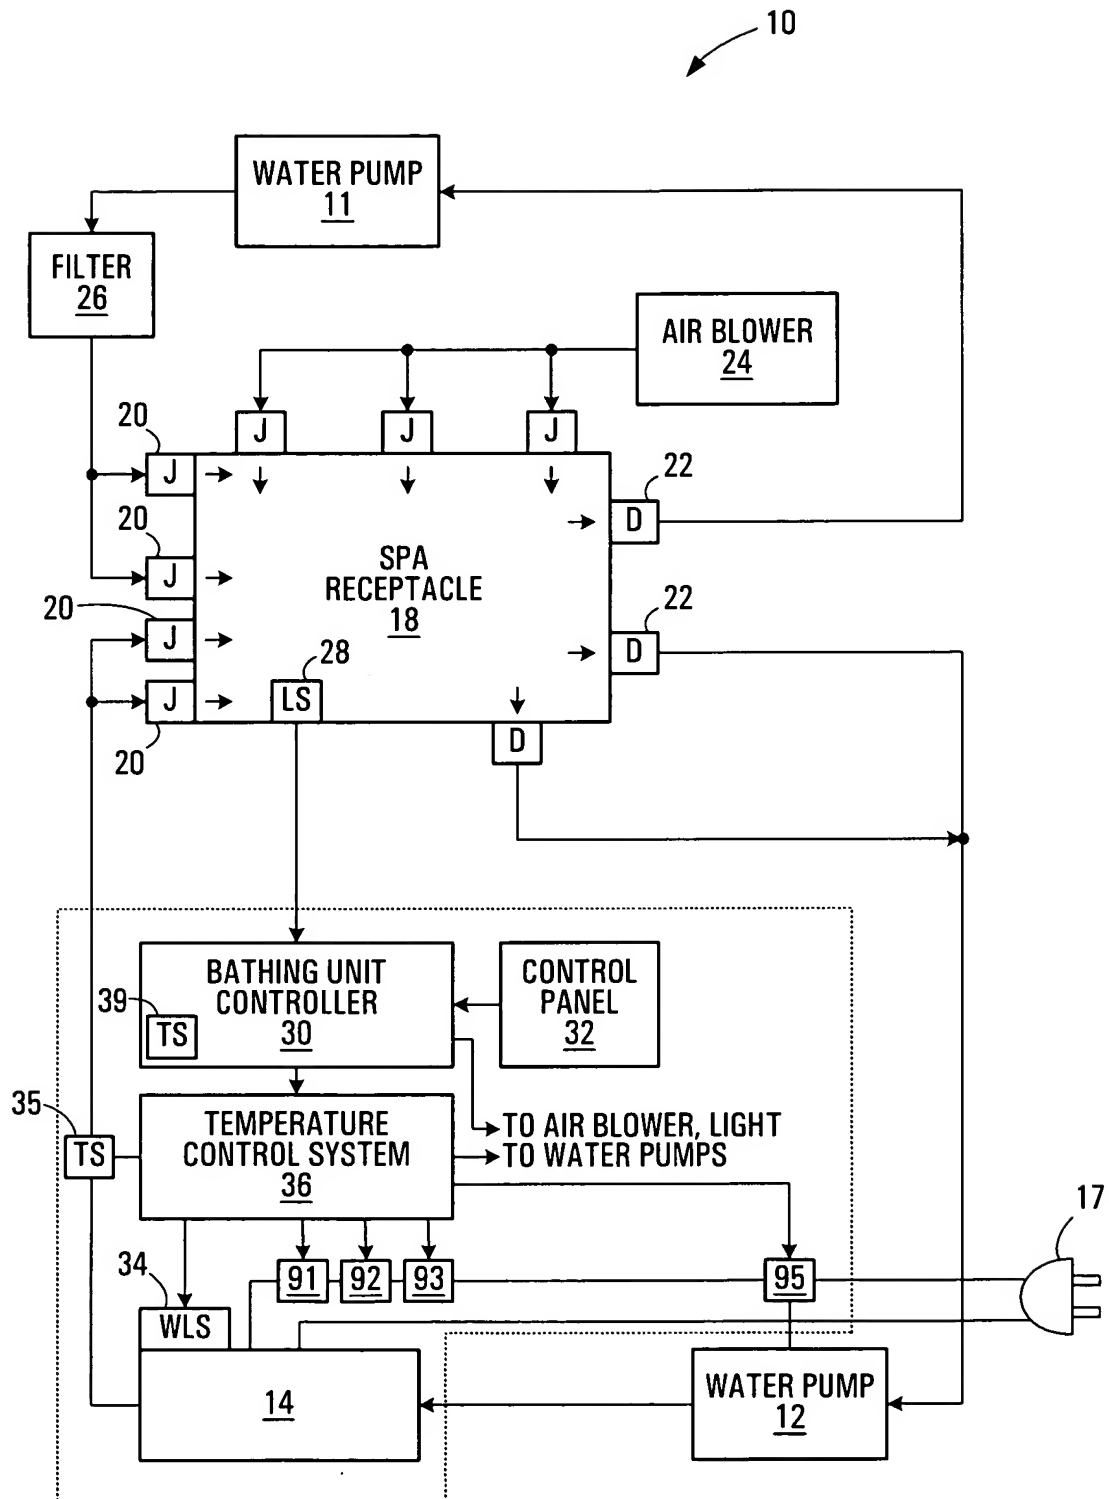 10
WATER PUMP
11
FILTER
26
AIR BLOWER
24
20
J
J
J
J
22
D
20
J
SPA
RECEPTACLE
18
20
J
22
D
28
LS
J
20
D
BATHING UNIT
CONTROLLER
30
39
TS
CONTROL
PANEL
32
35
TS
TEMPERATURE
CONTROL SYSTEM
36
TO AIR BLOWER, LIGHT
TO WATER PUMPS
17
34
WLS
91
92
93
95
14
WATER PUMP
12